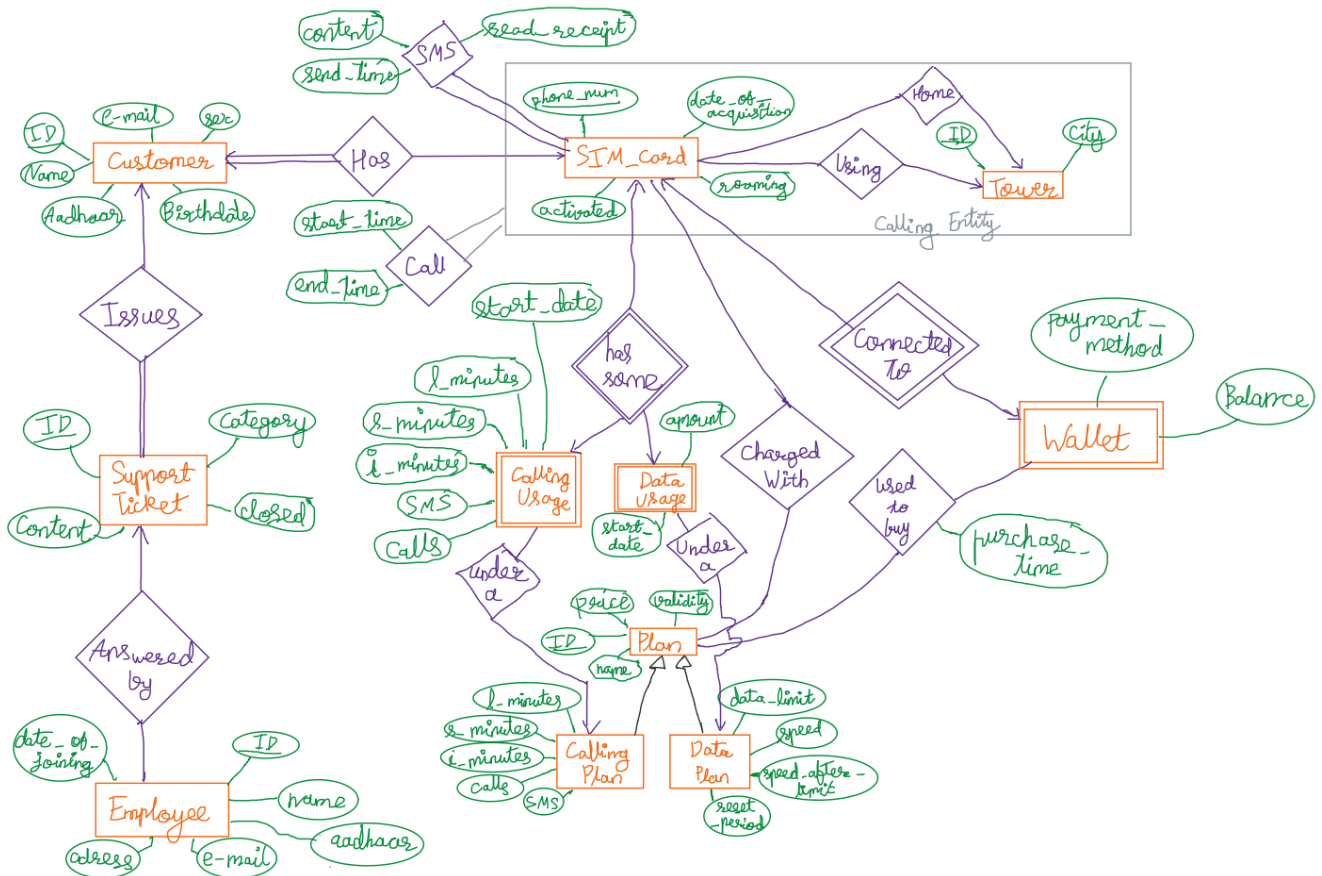 content
SMS
read_receipt
send_time
phone_num
date_of_
acquisition
Home
ID
City
e-mail
sex
ID
Customer
Name
Has
SIM_Card
Using
Tower
Aadhaar
Birthdate
activated
roaming
Calling Entity
start_time
Call
end_time
start_date
Issues
has
some
Connected
To
payment_
method
l_minutes
Balance
s_minutes
amount
ID
Category
i_minutes
Calling
Usage
Data
Usage
Charged
With
Wallet
Support
Ticket
SMS
start_
date
used
to
buy
Content
closed
Calls
Under
a
Under
a
purchase_
time
price
validity
ID
Plan
name
Answered
by
l_minutes
data_limit
s_minutes
speed
i_minutes
Calling
Plan
Data
Plan
speed_after_
limit
calls
SMS
reset
_period
date_of_
joining
ID
name
Employee
aadhaar
adress
e-mail